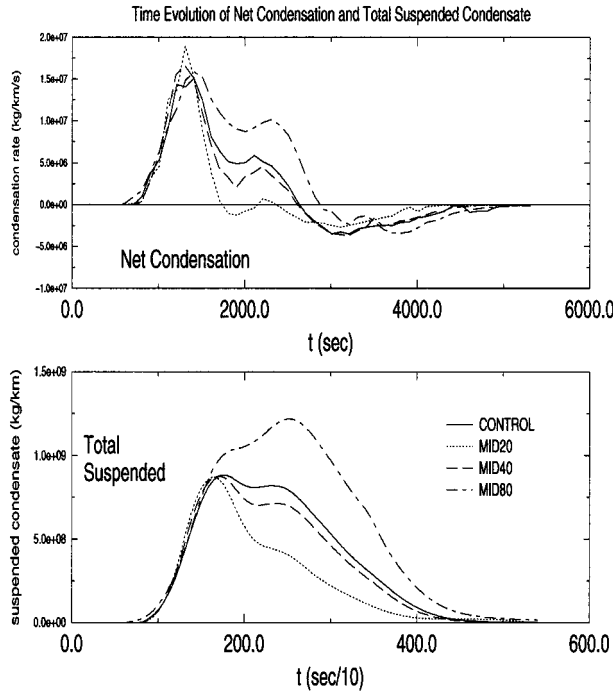 Time Evolution of Net Condensation and Total Suspended Condensate
condensation rate (kg/km/s)
2.0e+07
1.5e+07
1.0e+07
5.0e+06
0.0e+00
−5.0e+06
−1.0e+07
Net Condensation
0.0 2000.0 4000.0 6000.0
t (sec)
suspended condensate (kg/km)
1.5e+09
1.0e+09
5.0e+08
0.0e+00
Total
Suspended
CONTROL
MID20
MID40
MID80
0.0 200.0 400.0 600.0
t (sec/10)